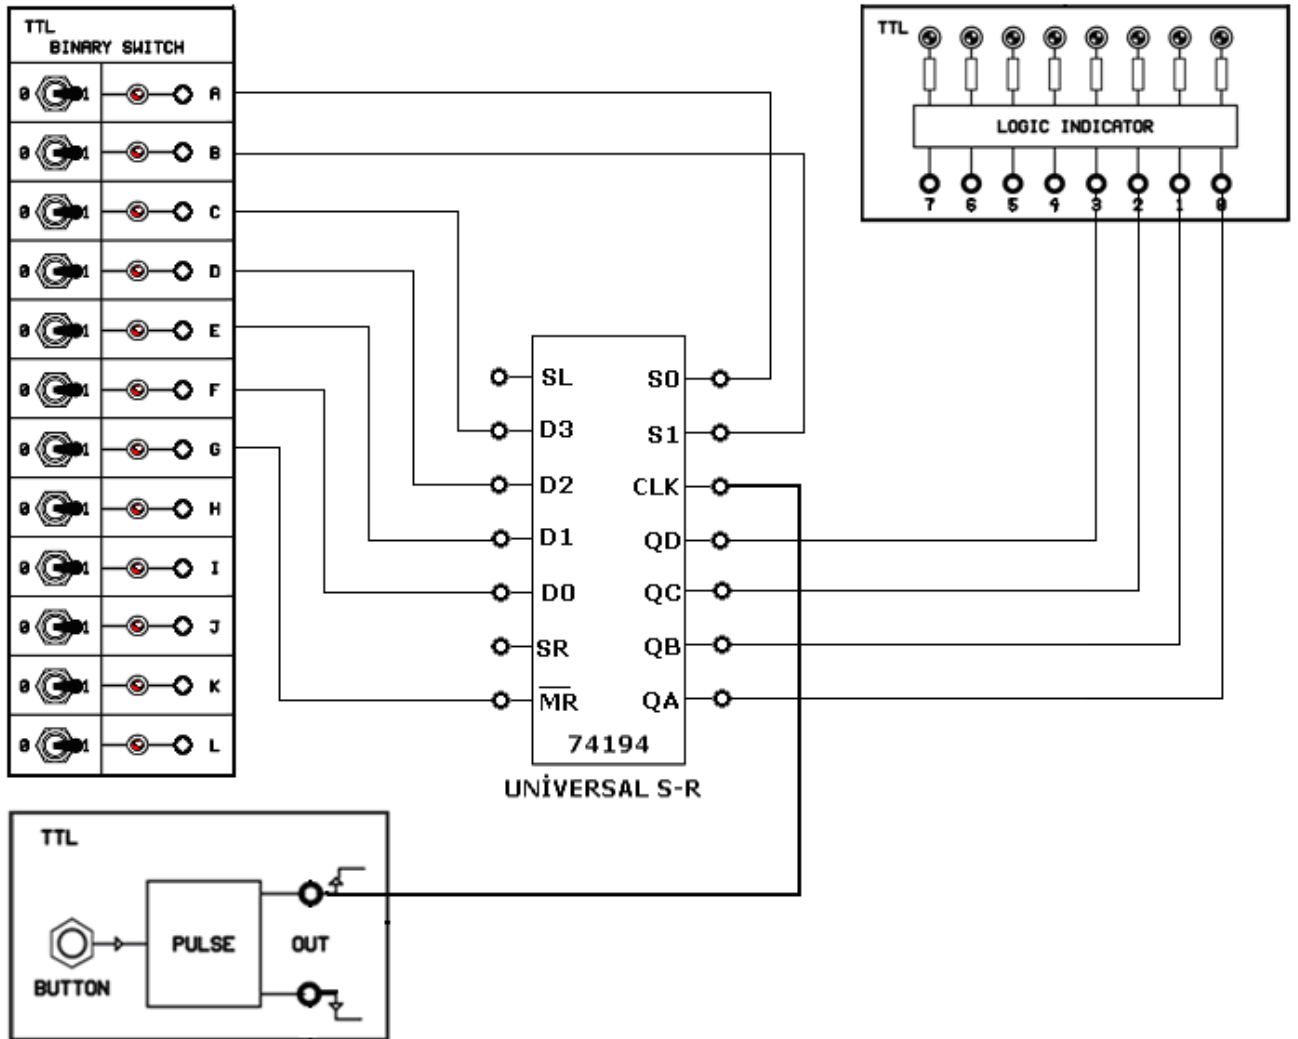 TTL
BINARY SWITCH
0 1 A
0 1 B
0 1 C
0 1 D
0 1 E
0 1 F
0 1 G
0 1 H
0 1 I
0 1 J
0 1 K
0 1 L
TTL
LOGIC INDICATOR
7 6 5 4 3 2 1 0
SL S0
D3 S1
D2 CLK
D1 QD
D0 QC
SR QB
MR QA
74194
UNİVERSAL S-R
TTL
PULSE
OUT
BUTTON